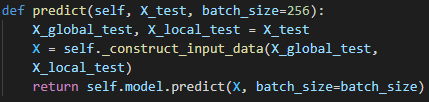 def predict(self, X_test, batch_size=256):
    X_global_test, X_local_test = X_test
    X = self._construct_input_data(X_global_test,
    X_local_test)
    return self.model.predict(X, batch_size=batch_size)